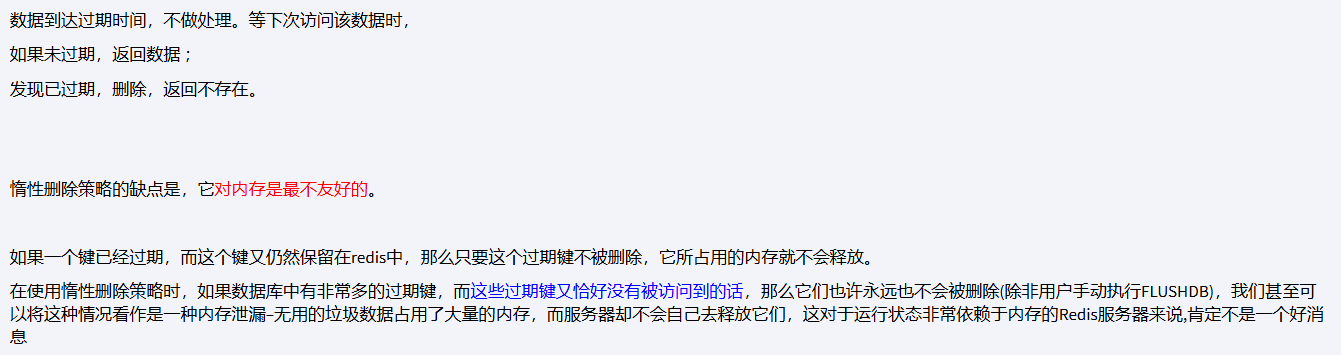 数据到达过期时间，不做处理。等下次访问该数据时，
如果未过期，返回数据；
发现已过期，删除，返回不存在。
惰性删除策略的缺点是，它对内存是最不友好的。
如果一个键已经过期，而这个键又仍然保留在redis中，那么只要这个过期键不被删除，它所占用的内存就不会释放。
在使用惰性删除策略时，如果数据库中有非常多的过期键，而这些过期键又恰好没有被访问到的话，那么它们也许永远也不会被删除(除非用户手动执行FLUSHDB)，我们甚至可
以将这种情况看作是一种内存泄漏–无用的垃圾数据占用了大量的内存，而服务器却不会自己去释放它们，这对于运行状态非常依赖于内存的Redis服务器来说,肯定不是一个好消
息